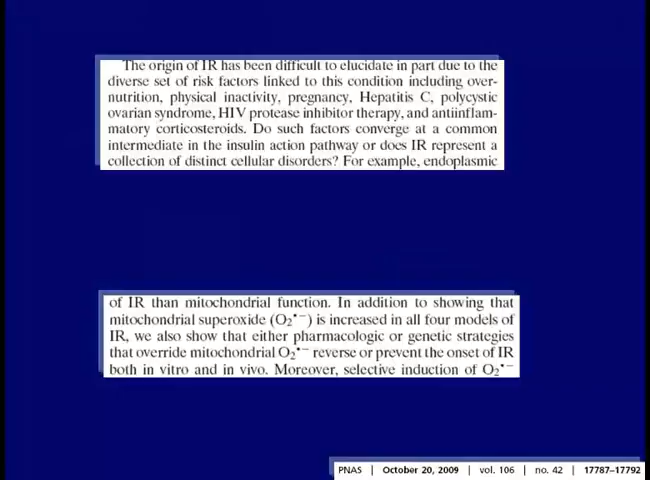 The origin of IR has been difficult to elucidate in part due to the
diverse set of risk factors linked to this condition including over-
nutrition, physical inactivity, pregnancy, Hepatitis C, polycystic
ovarian syndrome, HIV protease inhibitor therapy, and antiinflam-
matory corticosteroids. Do such factors converge at a common
intermediate in the insulin action pathway or does IR represent a
collection of distinct cellular disorders? For example, endoplasmic
of IR than mitochondrial function. In addition to showing that
mitochondrial superoxide (O₂•⁻) is increased in all four models of
IR, we also show that either pharmacologic or genetic strategies
that override mitochondrial O₂•⁻ reverse or prevent the onset of IR
both in vitro and in vivo. Moreover, selective induction of O₂•⁻
PNAS | October 20, 2009 | vol. 106 | no. 42 | 17787–17792